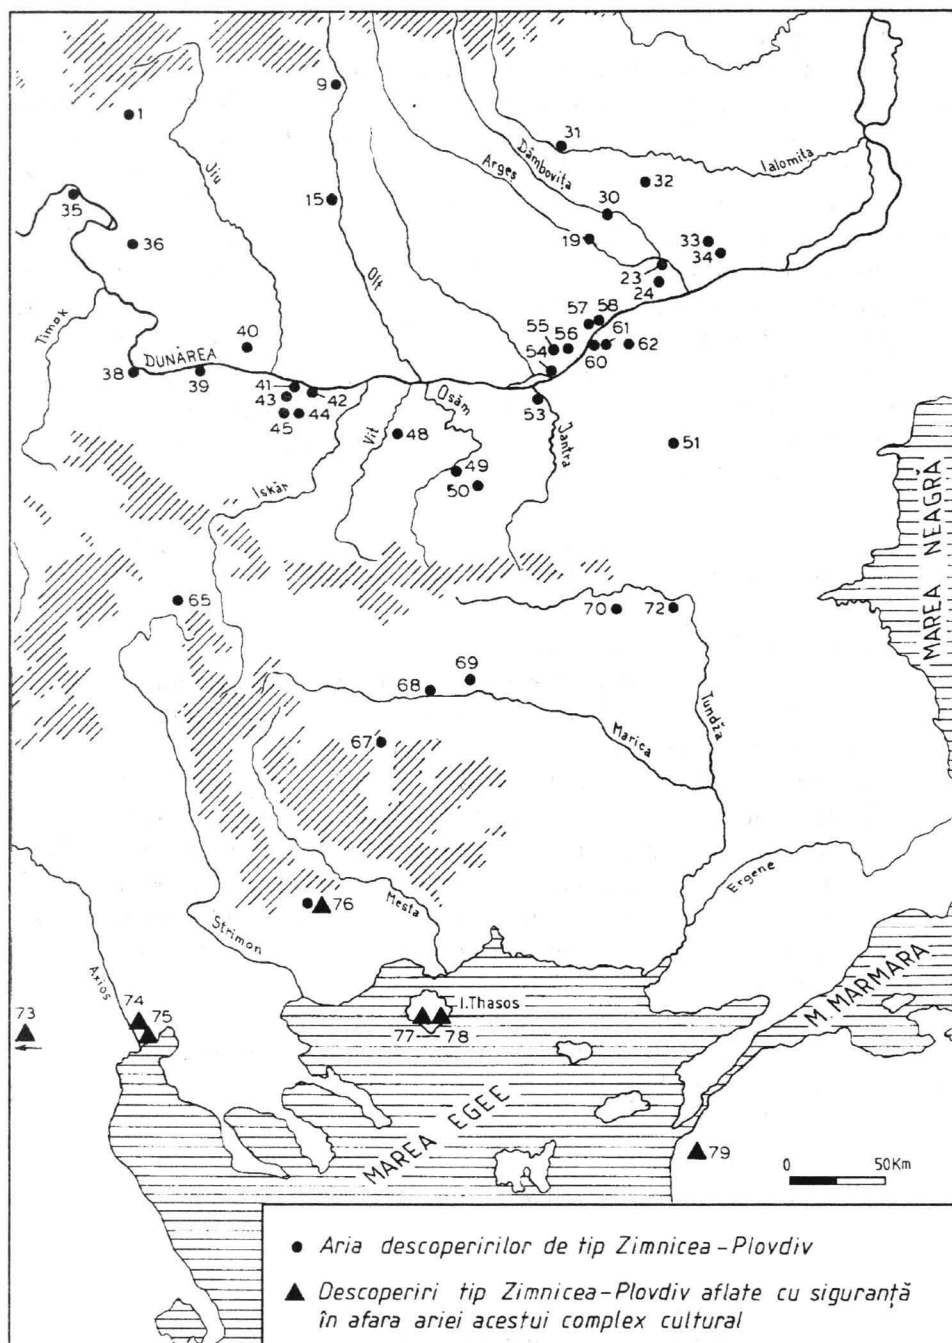 9
1
31
Ialomița
Dâmbovița
Argeș
32
Jiu
35
15
30
36
19
33
34
23
24
Olt
Timok
57
58
40
55
56
61
62
DUNĂREA
54
60
38
39
41
42
43
53
Osăm
45
44
48
Vit
Jantra
51
49
50
Iskăr
MAREA NEAGRĂ
65
70
72
69
68
Tundža
Marica
67
Ergene
76
Mesta
Strimon
M. MARMARA
Axios
I. Thasos
73
74
75
77
78
MAREA EGEE
79
0 50Km
Aria descoperirilor de tip Zimnicea-Plovdiv
Descoperiri tip Zimnicea-Plovdiv aflate cu siguranță
în afara ariei acestui complex cultural